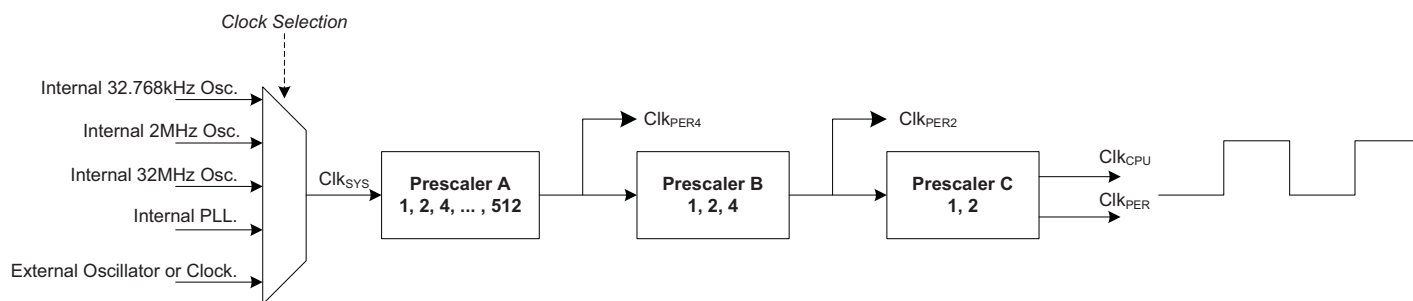 Clock Selection
Internal 32.768kHz Osc.
Internal 2MHz Osc.
Internal 32MHz Osc.
Internal PLL.
External Oscillator or Clock.
ClkSYS
Prescaler A
1, 2, 4, ... , 512
ClkPER4
Prescaler B
1, 2, 4
ClkPER2
Prescaler C
1, 2
ClkCPU
ClkPER